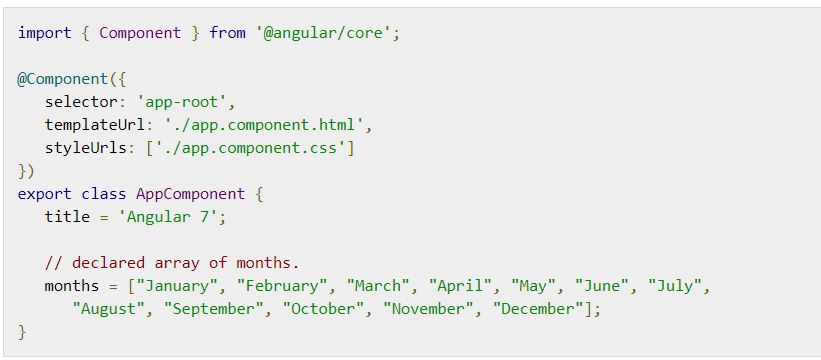 import { Component } from '@angular/core';
@Component({
selector: 'app-root',
templateUrl: './app.component.html',
styleUrls: ['./app.component.css']
})
export class AppComponent {
title = 'Angular 7';
// declared array of months.
months = ["January", "February", "March", "April", "May", "June", "July",
"August", "September", "October", "November", "December"];
}